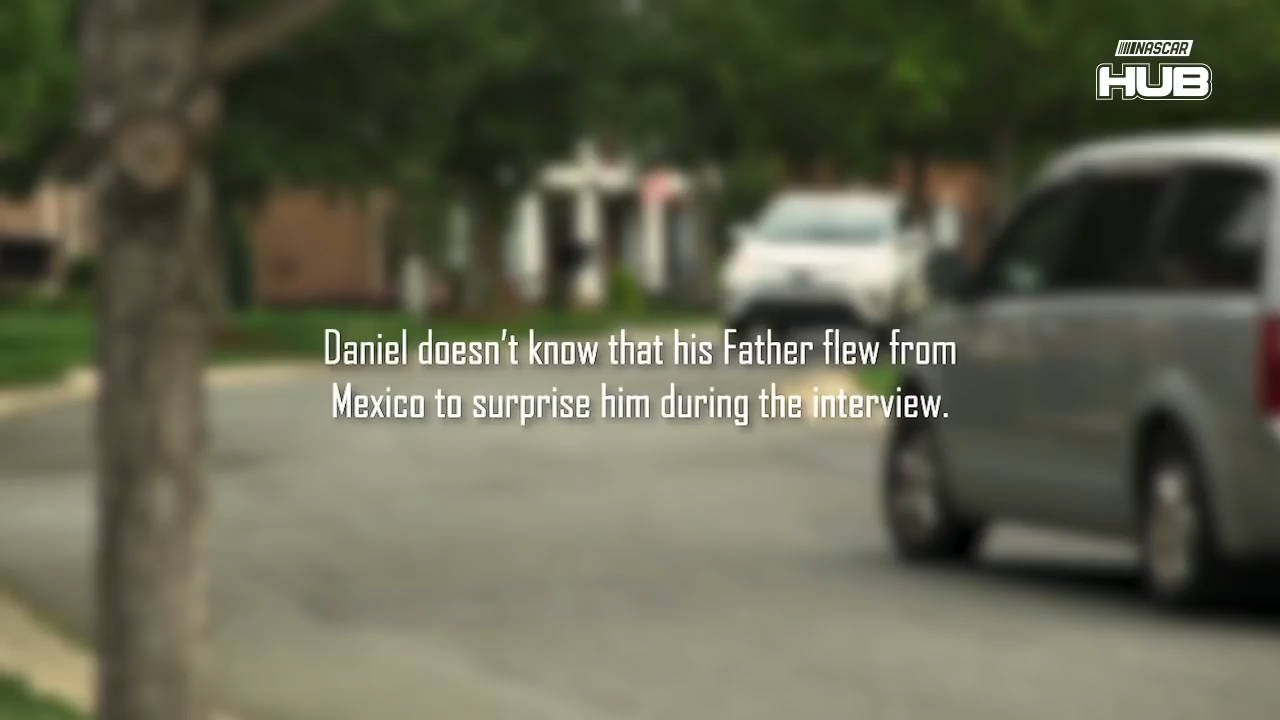 NASCAR
HUB
Daniel doesn't know that his Father flew from
Mexico to surprise him during the interview.